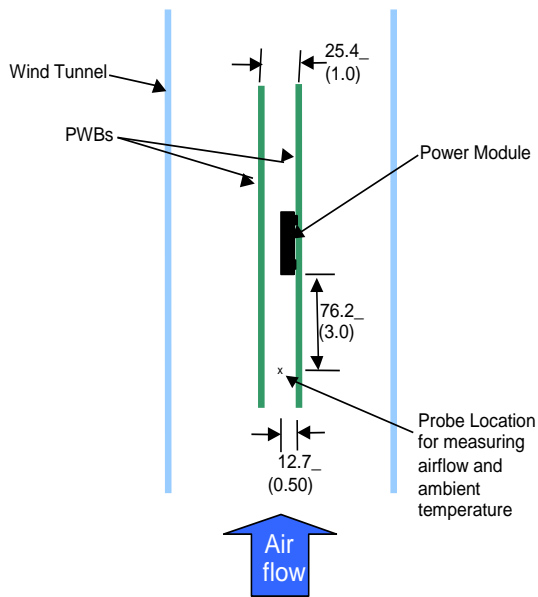 25.4_
(1.0)
Wind Tunnel
PWBs
Power Module
76.2_
(3.0)
x
Probe Location
for measuring
airflow and
ambient
temperature
12.7_
(0.50)
Air
flow